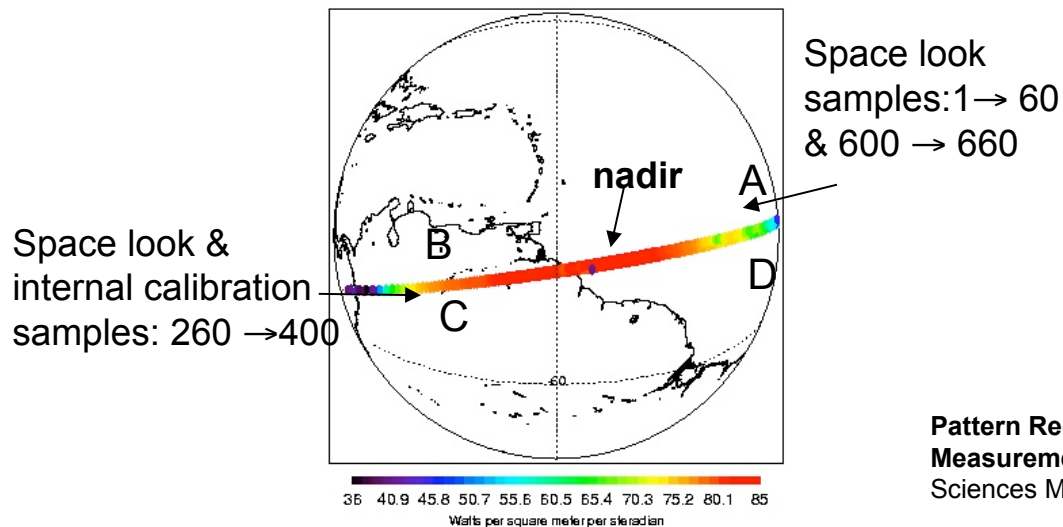 Space look
samples:1→ 60
& 600 → 660
A
nadir
Space look &
internal calibration
samples: 260 →400
B
C
D
60
Pattern Re
Measureme
Sciences M
36 40.9 45.8 50.7 55.6 60.5 65.4 70.3 75.2 80.1 85
Watts per square meter per steradian